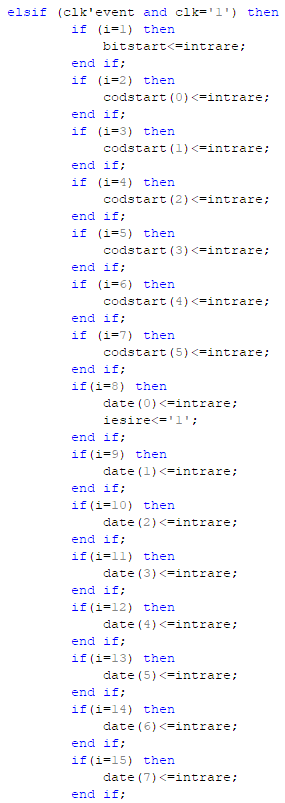 elsif (clk'event and clk='1') then
if (i=1) then
bitstart<=intrare;
end if;
if (i=2) then
codstart(0)<=intrare;
end if;
if (i=3) then
codstart(1)<=intrare;
end if;
if (i=4) then
codstart(2)<=intrare;
end if;
if (i=5) then
codstart(3)<=intrare;
end if;
if (i=6) then
codstart(4)<=intrare;
end if;
if (i=7) then
codstart(5)<=intrare;
end if;
if(i=8) then
date(0)<=intrare;
iesire<='1';
end if;
if(i=9) then
date(1)<=intrare;
end if;
if(i=10) then
date(2)<=intrare;
end if;
if(i=11) then
date(3)<=intrare;
end if;
if(i=12) then
date(4)<=intrare;
end if;
if(i=13) then
date(5)<=intrare;
end if;
if(i=14) then
date(6)<=intrare;
end if;
if(i=15) then
date(7)<=intrare;
end if;